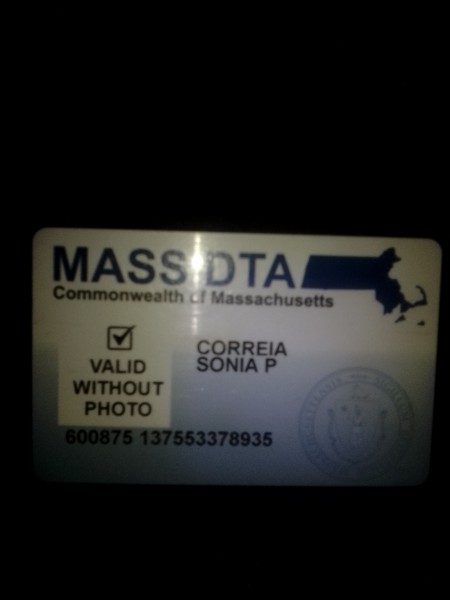 MASS DTA
Commonwealth of Massachusetts
VALID
WITHOUT
PHOTO
CORREIA
SONIA P
600875 137553378935